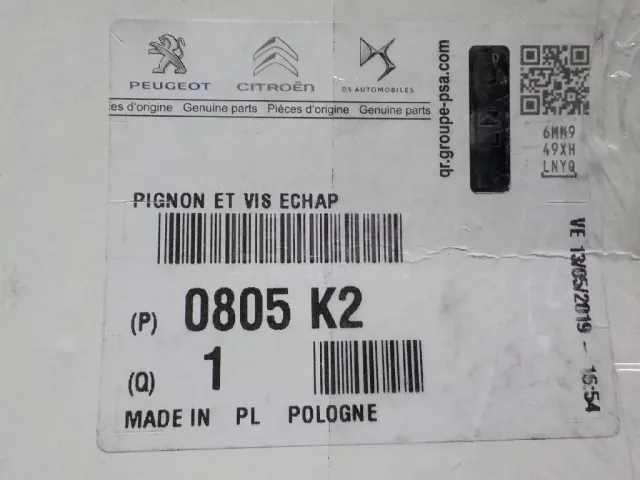 PEUGEOT CITROËN DS AUTOMOBILES
es d'origine Genuine parts Pièces d'origine Genuine parts
qr.groupe-psa.com
6MM9
49XH
LNYQ
PIGNON ET VIS ECHAP
(P) 0805 K2
(Q) 1
MADE IN PL POLOGNE
VE 13/05/2019 - 15:54